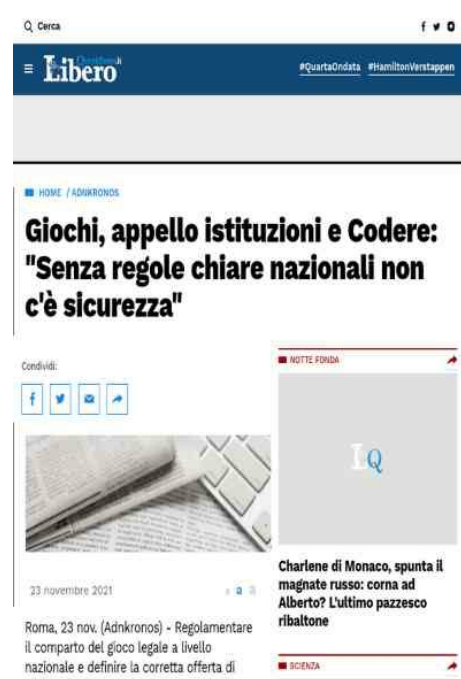 Cerca
Libero
Quotidiano.it
#QuartaOndata #HamiltonVerstappen
HOME / ADNKRONOS
Giochi, appello istituzioni e Codere:
"Senza regole chiare nazionali non
c'è sicurezza"
Condividi:
23 novembre 2021
a
Roma, 23 nov. (Adnkronos) - Regolamentare
il comparto del gioco legale a livello
nazionale e definire la corretta offerta di
NOTTE FONDA
LQ
Charlene di Monaco, spunta il
magnate russo: corna ad
Alberto? L'ultimo pazzesco
ribaltone
SCIENZA